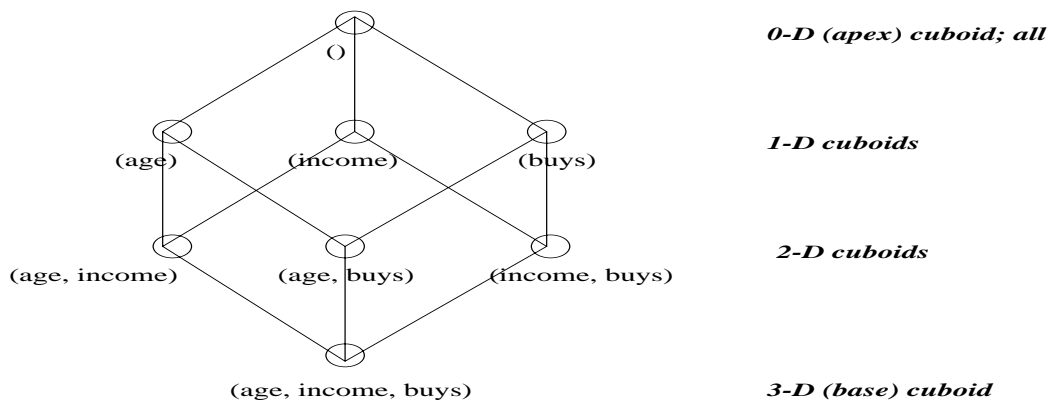 0-D (apex) cuboid; all
()
(age) (income) (buys) 1-D cuboids
(age, income) (age, buys) (income, buys) 2-D cuboids
(age, income, buys) 3-D (base) cuboid